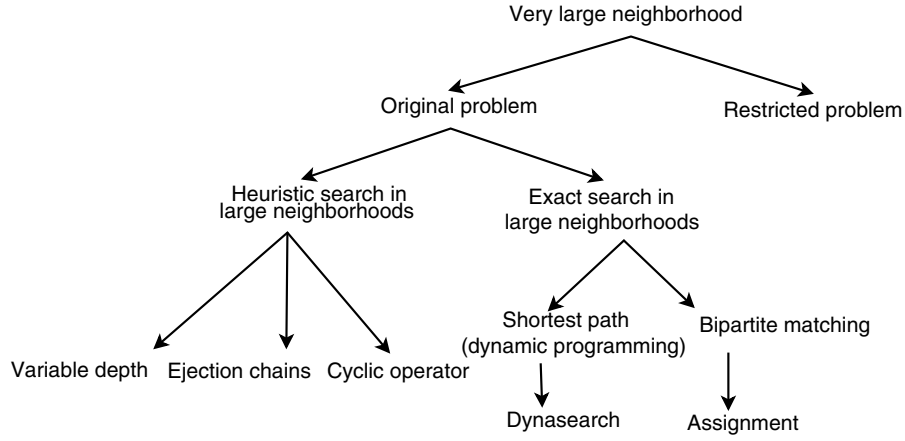 Very large neighborhood
Original problem
Restricted problem
Heuristic search in
large neighborhoods
Exact search in
large neighborhoods
Shortest path
(dynamic programming)
Bipartite matching
Variable depth
Ejection chains
Cyclic operator
Dynasearch
Assignment